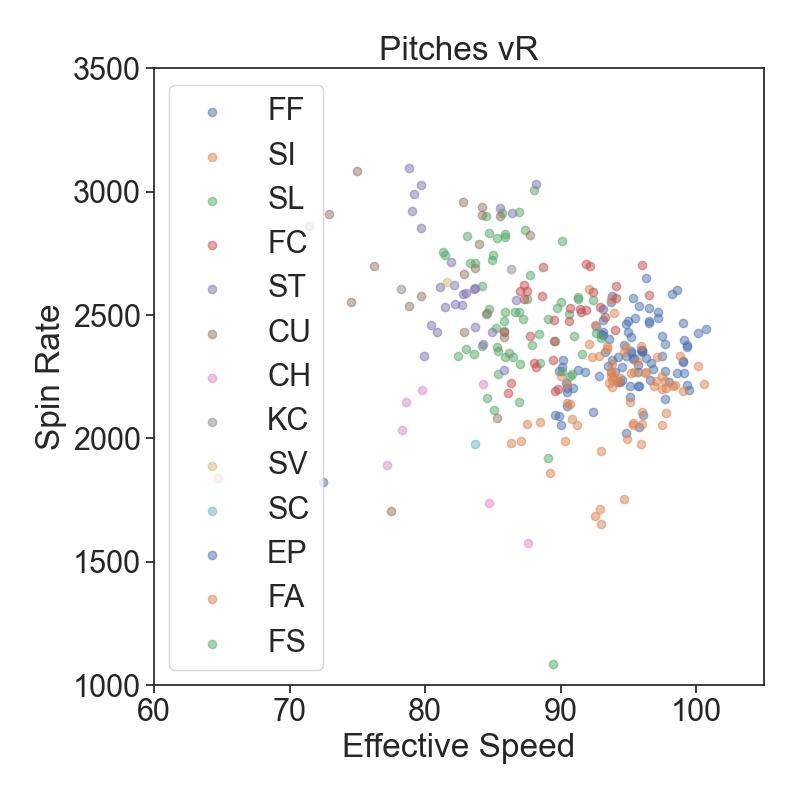 Pitches vR
3500
3000
2500
2000
1500
1000
Spin Rate
FF
SI
SL
FC
ST
CU
CH
KC
SV
SC
EP
FA
FS
60
70
80
90
100
Effective Speed